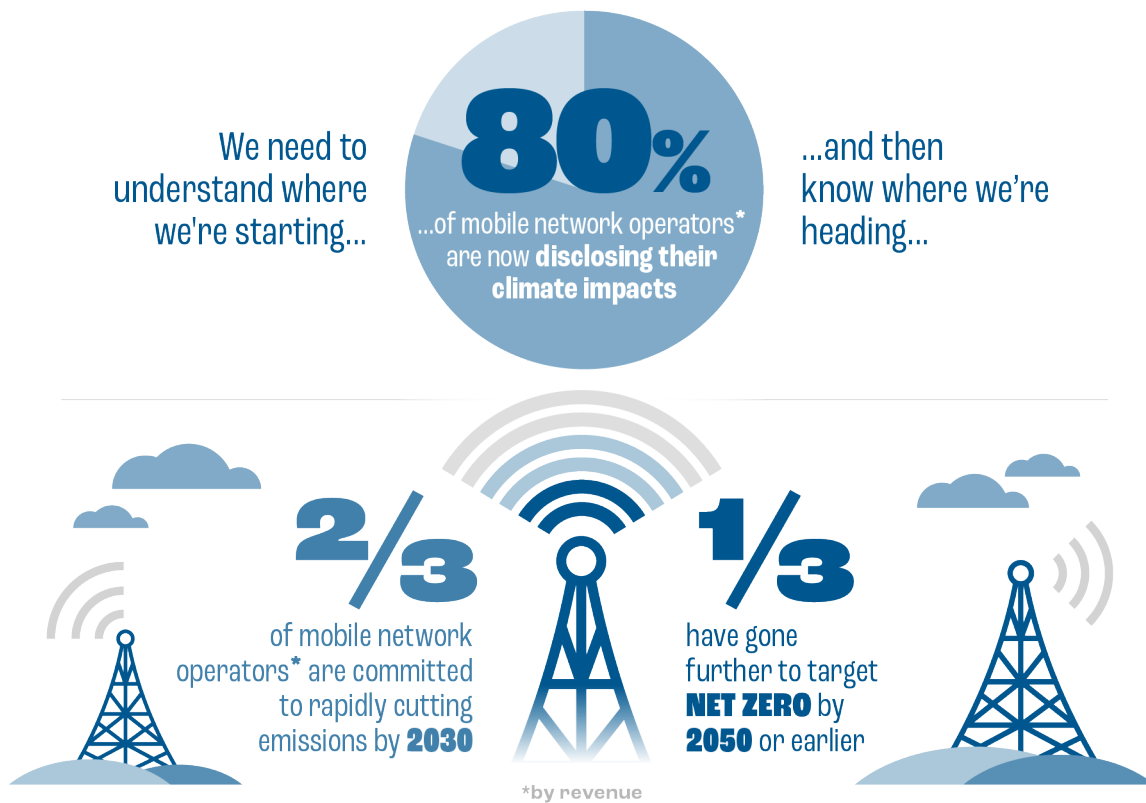 We need to
understand where
we're starting...
80%
...of mobile network operators*
are now disclosing their
climate impacts
...and then
know where we’re
heading...
2/3
of mobile network
operators* are committed
to rapidly cutting
emissions by 2030
1/3
have gone
further to target
NET ZERO by
2050 or earlier
*by revenue